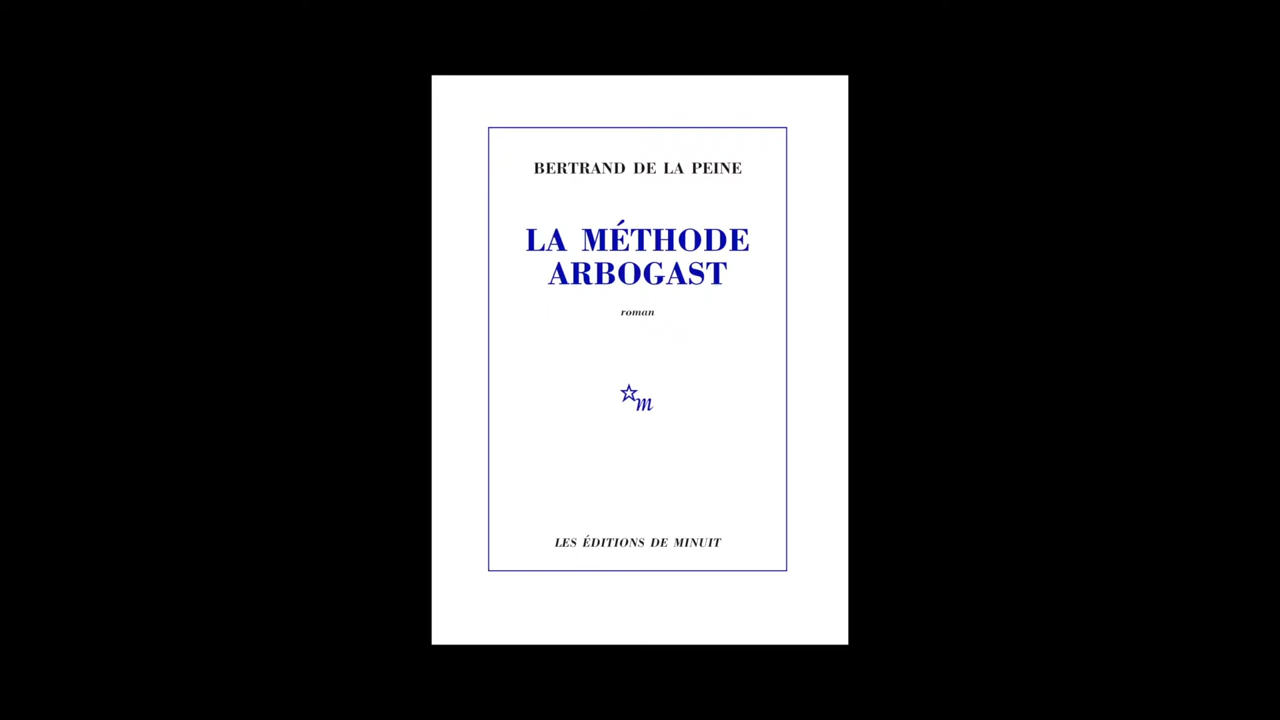 BERTRAND DE LA PEINE
LA MÉTHODE
ARBOGAST
roman
m
LES ÉDITIONS DE MINUIT